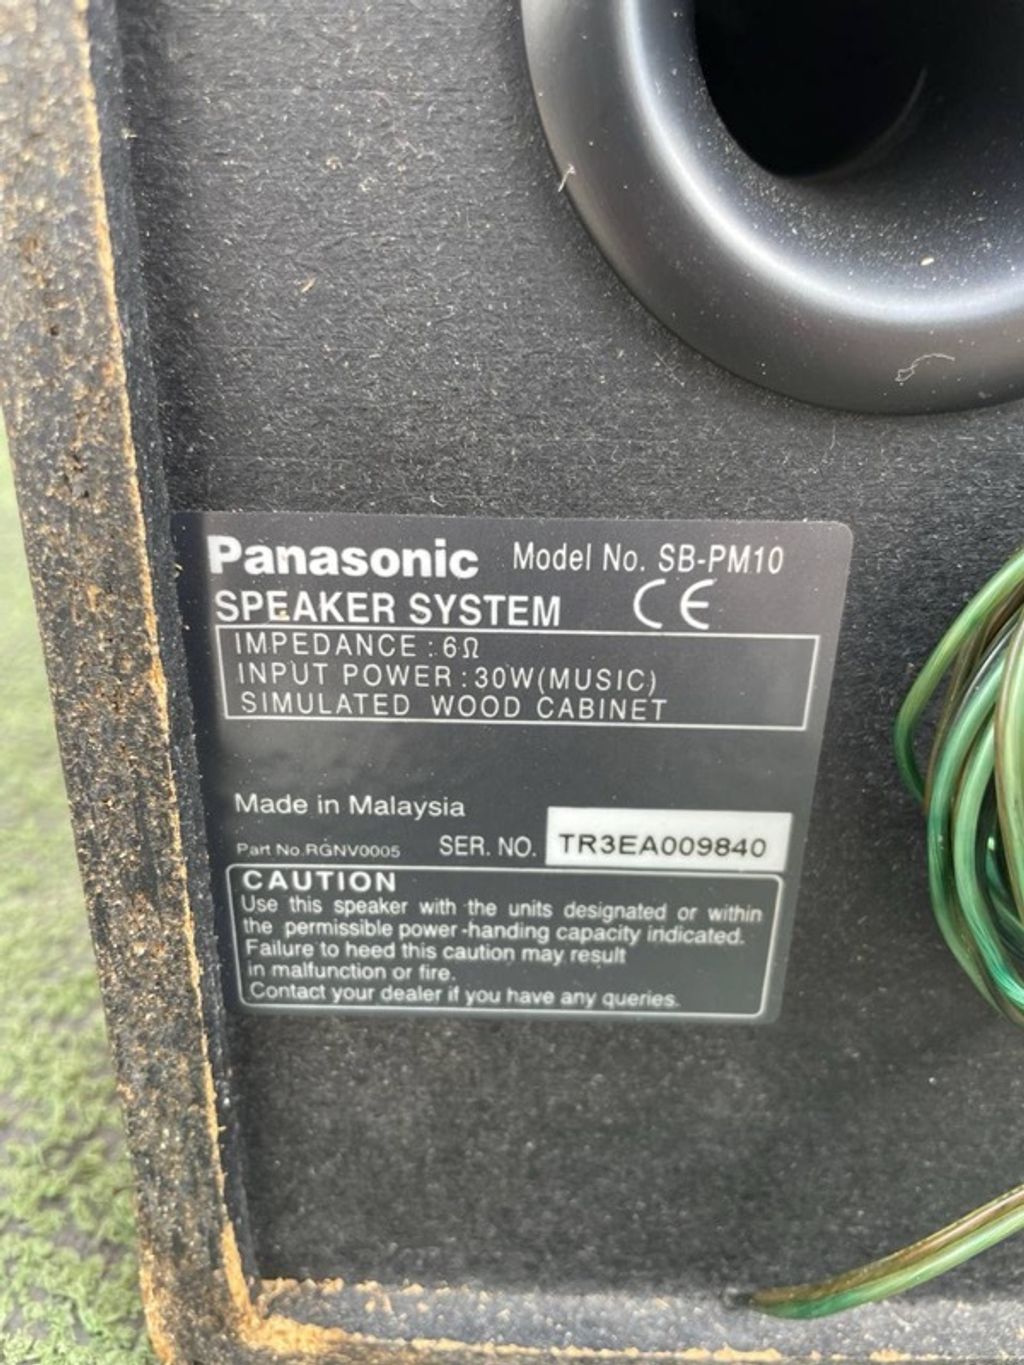 Panasonic Model No. SB-PM10
SPEAKER SYSTEM CE
IMPEDANCE : 6Ω
INPUT POWER : 30W(MUSIC)
SIMULATED WOOD CABINET
Made in Malaysia
Part No.RGNV0005 SER. NO. TR3EA009840
CAUTION
Use this speaker with the units designated or within
the permissible power-handing capacity indicated.
Failure to heed this caution may result
in malfunction or fire.
Contact your dealer if you have any queries.